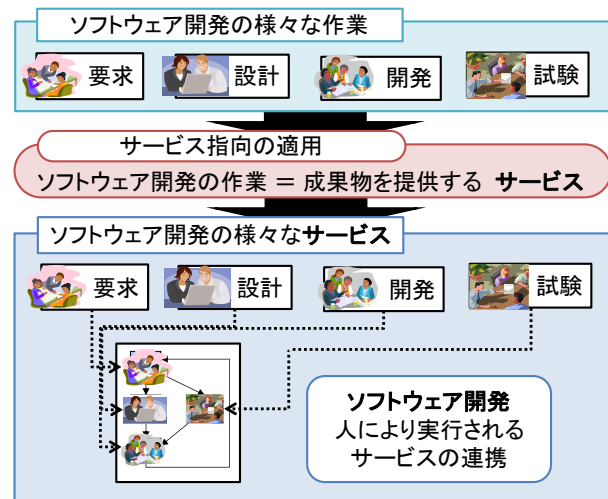 ソフトウェア開発の様々な作業
要求
設計
開発
試験
サービス指向の適用
ソフトウェア開発の作業 = 成果物を提供する サービス
ソフトウェア開発の様々なサービス
要求
設計
開発
試験
ソフトウェア開発
人により実行される
サービスの連携